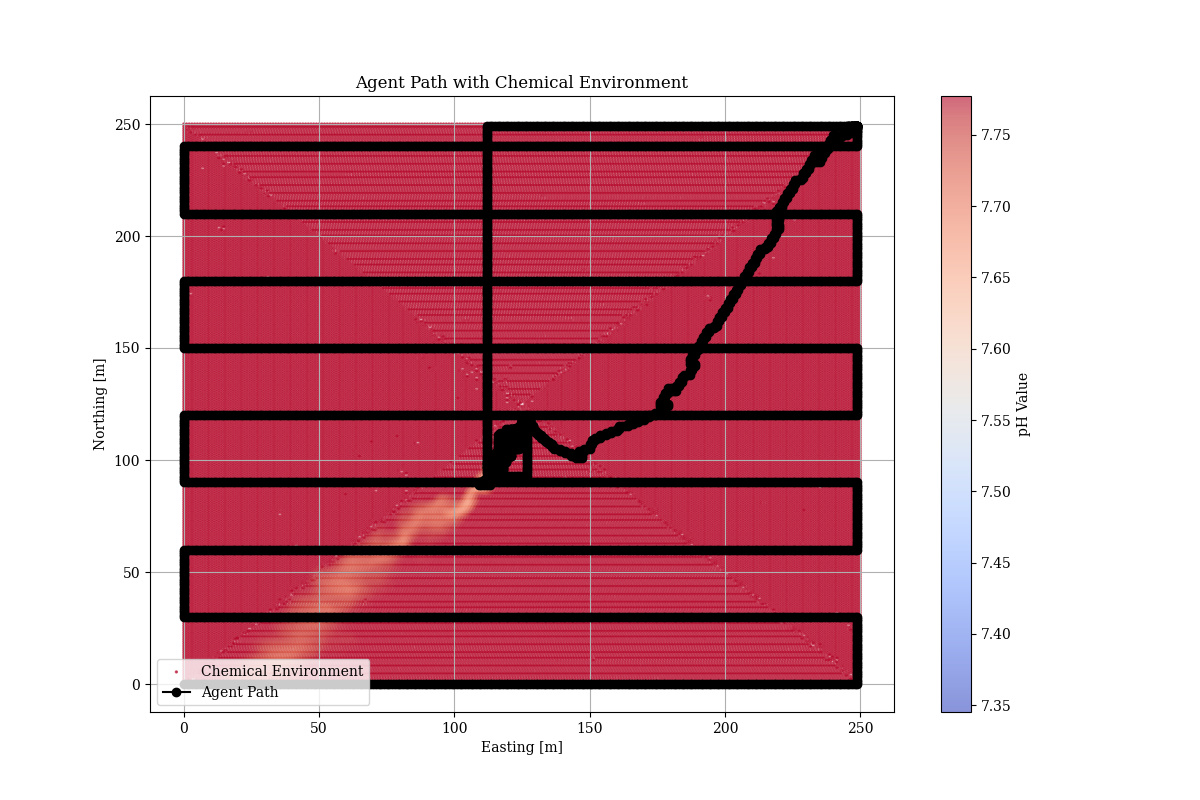 Agent Path with Chemical Environment
250
200
150
100
50
0
Northing [m]
0 50 100 150 200 250
Easting [m]
Chemical Environment
Agent Path
7.75
7.70
7.65
7.60
7.55
7.50
7.45
7.40
7.35
pH Value